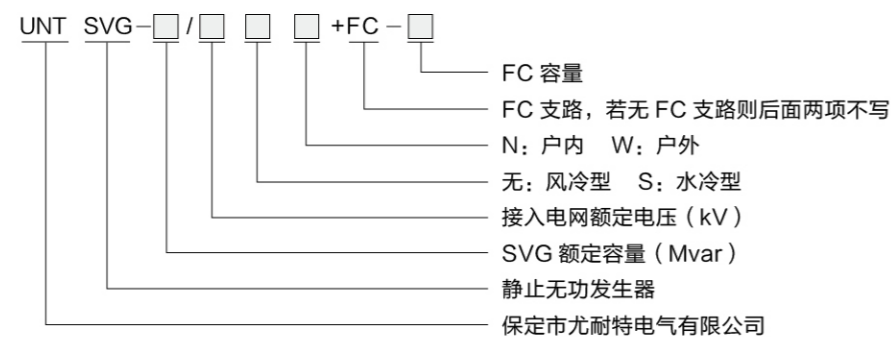 UNT SVG-□/□ □ □ +FC-□
FC 容量
FC 支路，若无 FC 支路则后面两项不写
N：户内 W：户外
无：风冷型 S：水冷型
接入电网额定电压（kV）
SVG 额定容量（Mvar）
静止无功发生器
保定市尤耐特电气有限公司